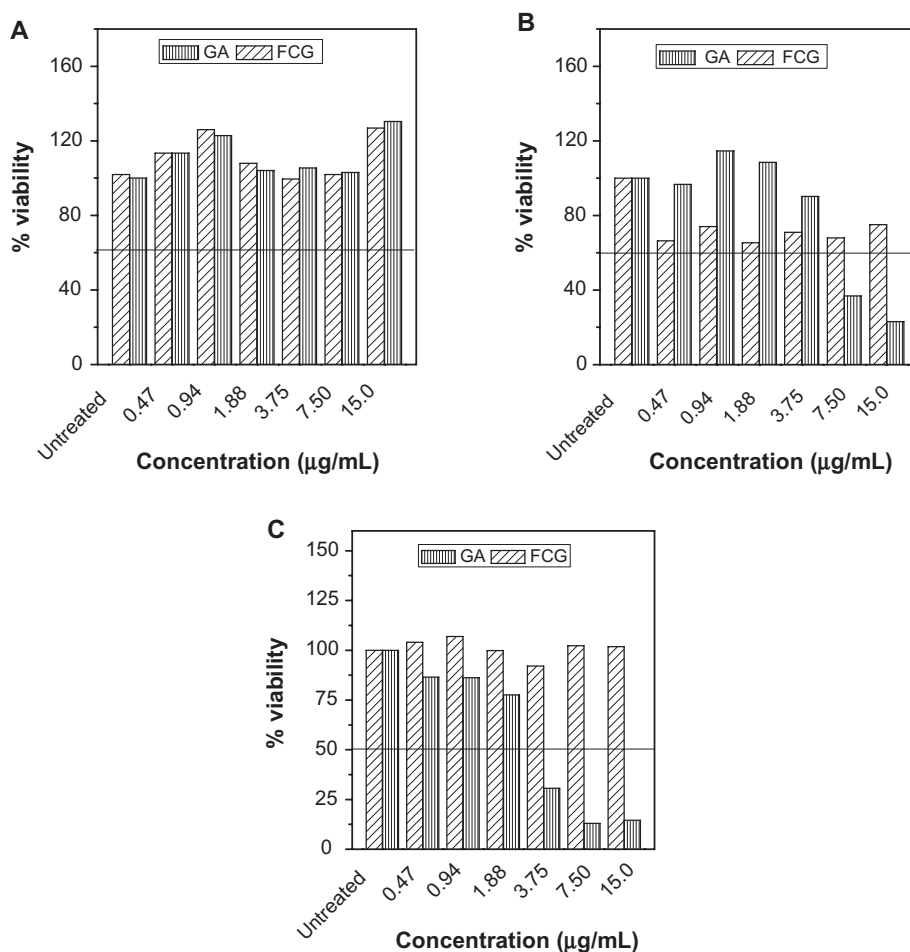 A
GA FCG
160
120
80
40
0
% viability
Untreated 0.47 0.94 1.88 3.75 7.50 15.0
Concentration (µg/mL)
B
GA FCG
160
120
80
40
0
% viability
Untreated 0.47 0.94 1.88 3.75 7.50 15.0
Concentration (µg/mL)
C
GA FCG
150
125
100
75
50
25
0
% viability
Untreated 0.47 0.94 1.88 3.75 7.50 15.0
Concentration (µg/mL)